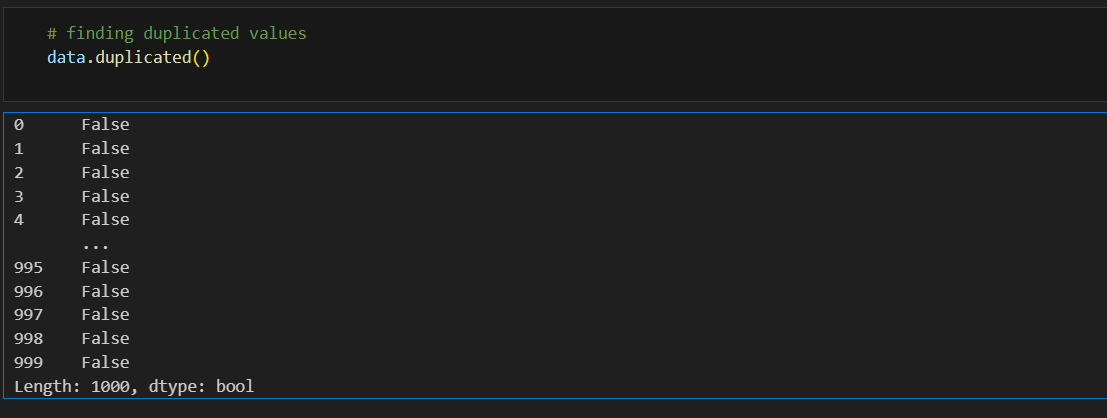 # finding duplicated values
data.duplicated()
0      False
1      False
2      False
3      False
4      False
       ...
995    False
996    False
997    False
998    False
999    False
Length: 1000, dtype: bool